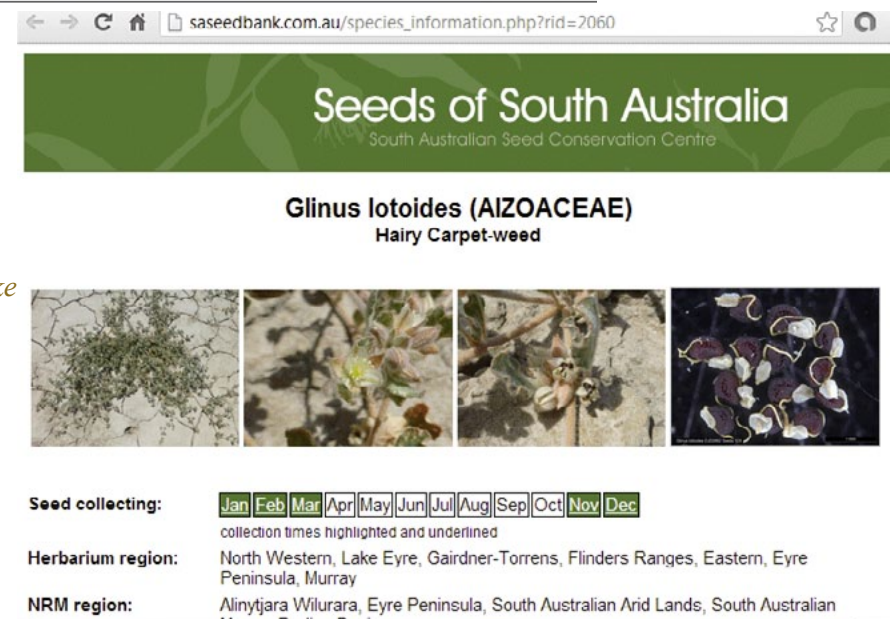 saseedbank.com.au/species_information.php?rid=2060
Seeds of South Australia
South Australian Seed Conservation Centre
Glinus lotoides (AIZOACEAE)
Hairy Carpet-weed
Seed collecting: Jan Feb Mar Apr May Jun Jul Aug Sep Oct Nov Dec
collection times highlighted and underlined
Herbarium region: North Western, Lake Eyre, Gairdner-Torrens, Flinders Ranges, Eastern, Eyre
Peninsula, Murray
NRM region: Alinytjara Wilurara, Eyre Peninsula, South Australian Arid Lands, South Australian